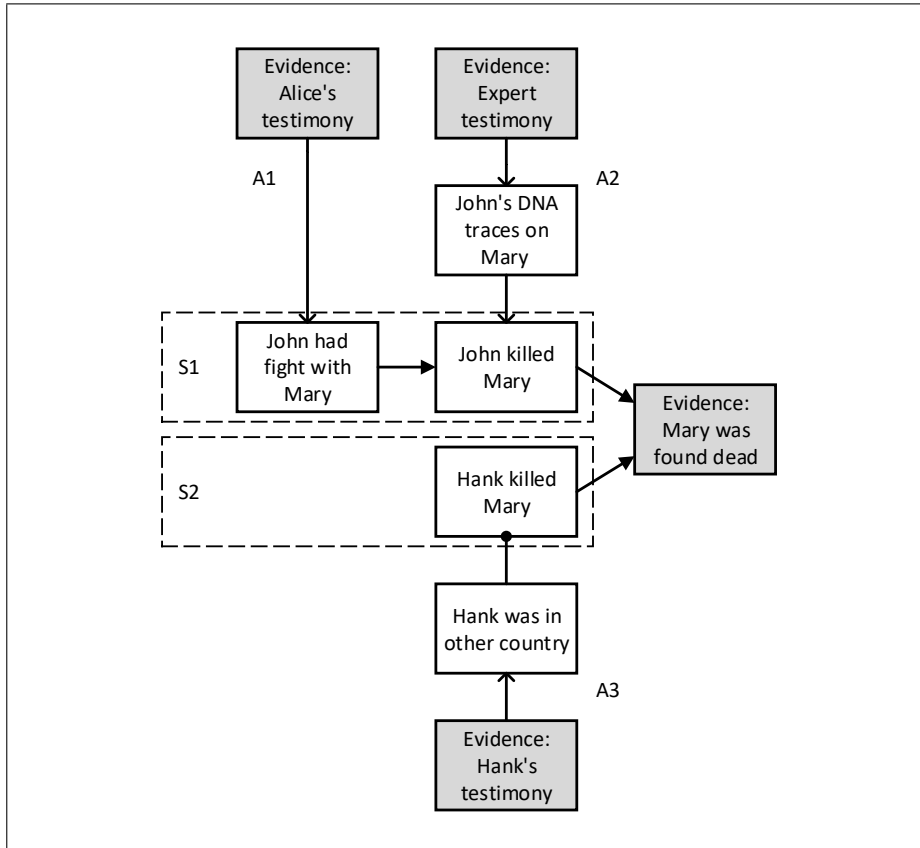 Evidence:
Alice's
testimony
Evidence:
Expert
testimony
A1
A2
John's DNA
traces on
Mary
S1
John had
fight with
Mary
John killed
Mary
Evidence:
Mary was
found dead
S2
Hank killed
Mary
Hank was in
other country
A3
Evidence:
Hank's
testimony